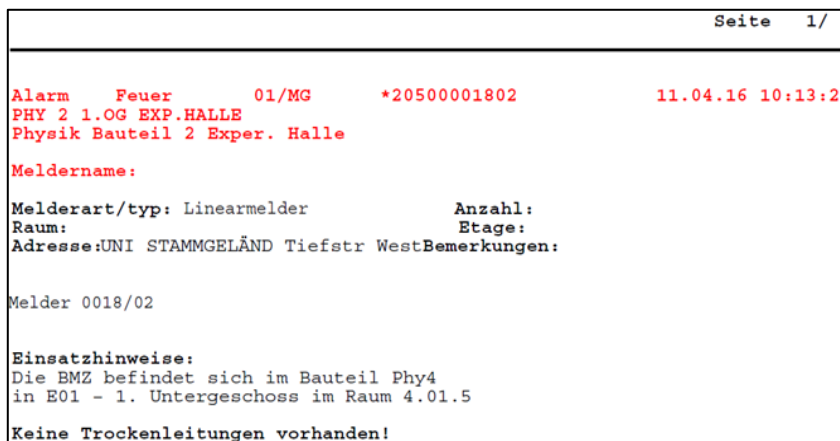 Seite 1/
Alarm Feuer 01/MG *20500001802 11.04.16 10:13:2
PHY 2 1.OG EXP.HALLE
Physik Bauteil 2 Exper. Halle
Meldername:
Melderart/typ: Linearmelder Anzahl:
Raum: Etage:
Adresse:UNI STAMMGELÄND Tiefstr WestBemerkungen:
Melder 0018/02
Einsatzhinweise:
Die BMZ befindet sich im Bauteil Phy4
in E01 - 1. Untergeschoss im Raum 4.01.5
Keine Trockenleitungen vorhanden!